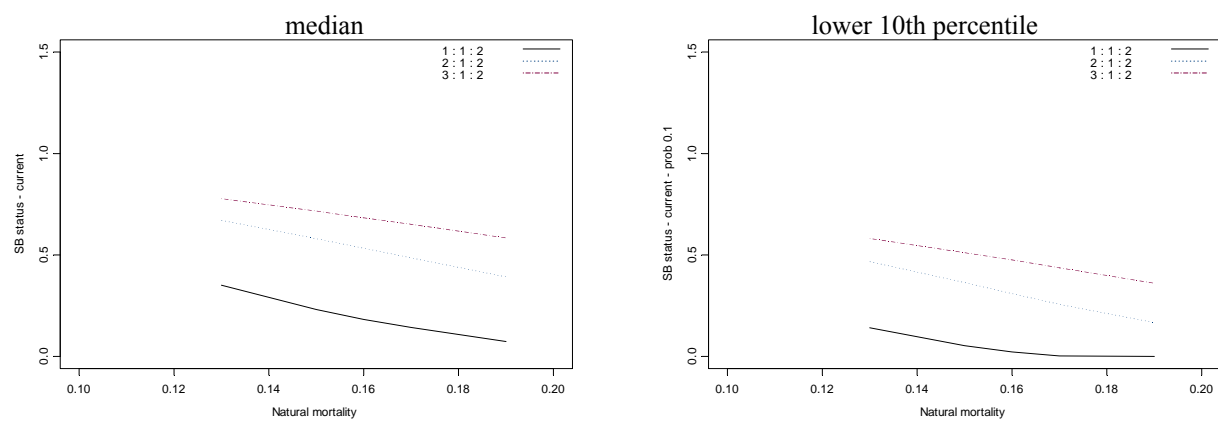 median
1 : 1 : 2
2 : 1 : 2
3 : 1 : 2
SB status - current
0.0 0.5 1.0 1.5
0.10 0.12 0.14 0.16 0.18 0.20
Natural mortality
lower 10th percentile
1 : 1 : 2
2 : 1 : 2
3 : 1 : 2
SB status - current - prob 0.1
0.0 0.5 1.0 1.5
0.10 0.12 0.14 0.16 0.18 0.20
Natural mortality